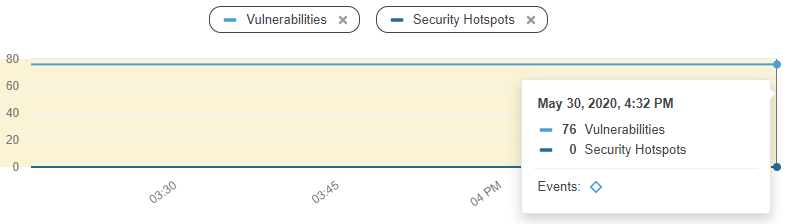 Vulnerabilities ×
Security Hotspots ×
80
60
40
20
0
03:30
03:45
04 PM
May 30, 2020, 4:32 PM
76 Vulnerabilities
0 Security Hotspots
Events: